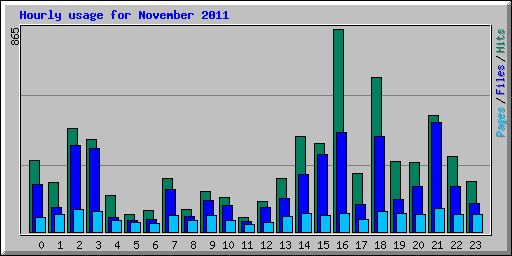 Hourly usage for November 2011
865
Pages / Files / Hits
0 1 2 3 4 5 6 7 8 9 10 11 12 13 14 15 16 17 18 19 20 21 22 23